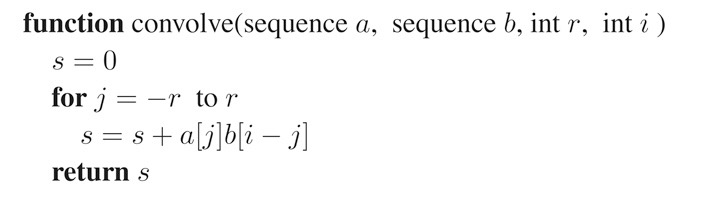 function convolve(sequence a, sequence b, int r, int i )
s = 0
for j = −r to r
s = s + a[j]b[i − j]
return s